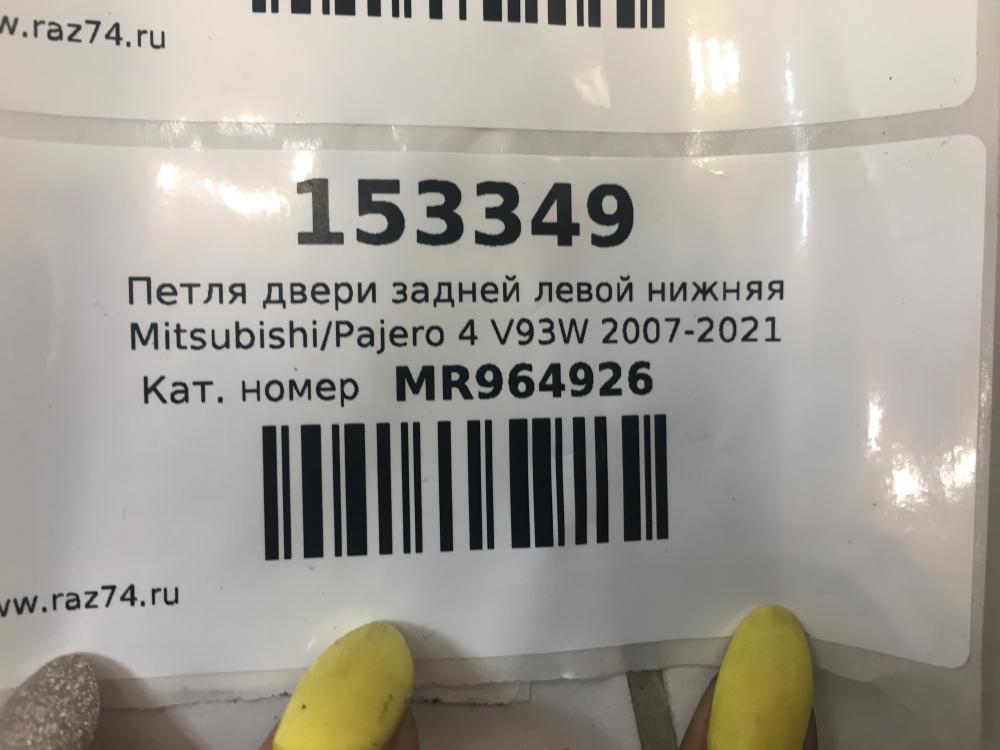 w.raz74.ru
153349
Петля двери задней левой нижняя
Mitsubishi/Pajero 4 V93W 2007-2021
Кат. номер MR964926
ww.raz74.ru